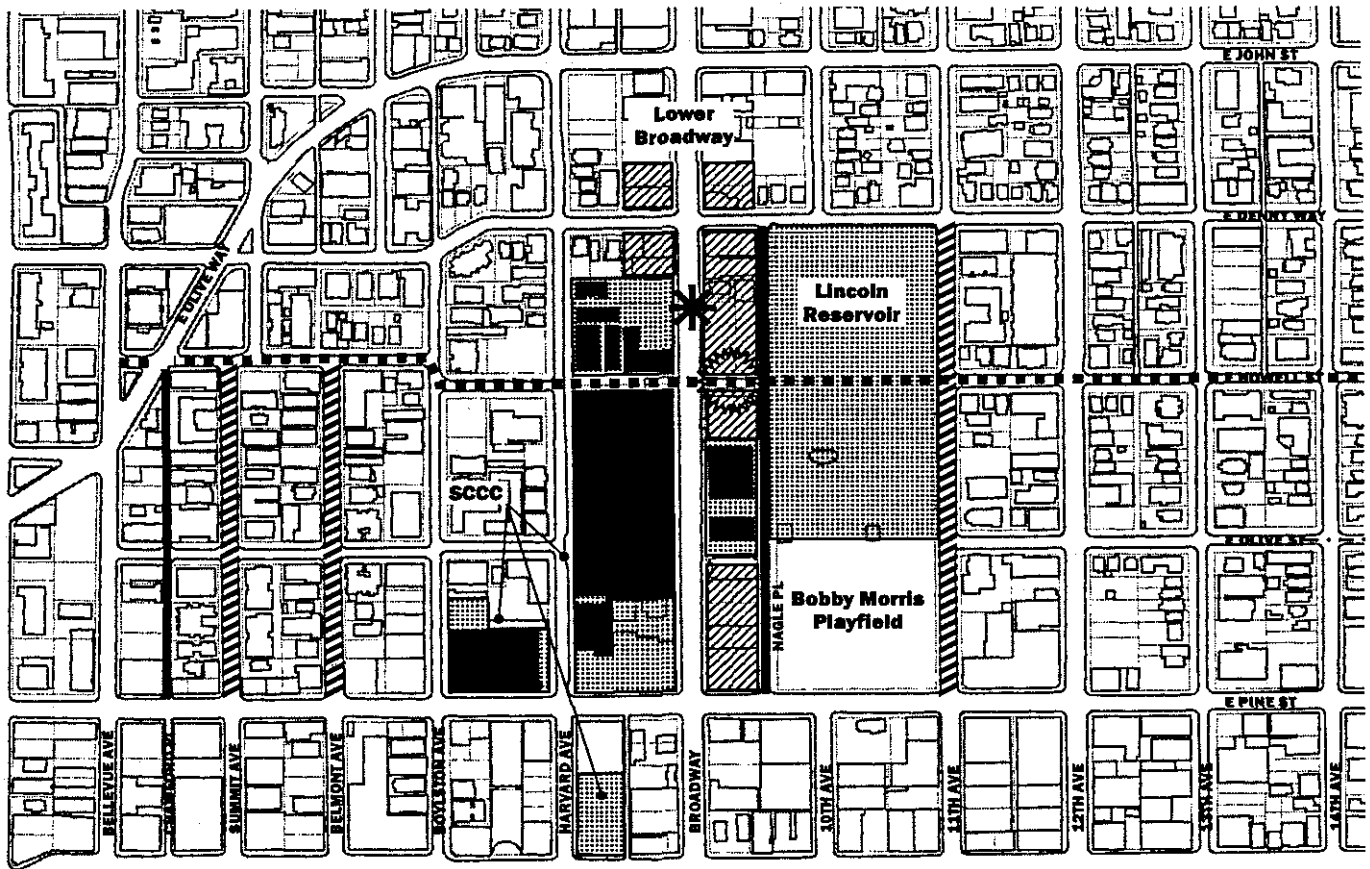 E JOHN ST
Lower
Broadway
E DENNY WAY
E OLIVE WAY
Lincoln
Reservoir
E HOWELL ST
SCCC
E OLIVE ST
Bobby Morris
Playfield
NAGLE PL
E PINE ST
BELLEVUE AVE
SUMMIT AVE
BELMONT AVE
BOYLSTON AVE
HARVARD AVE
BROADWAY
10TH AVE
11TH AVE
12TH AVE
13TH AVE
14TH AVE